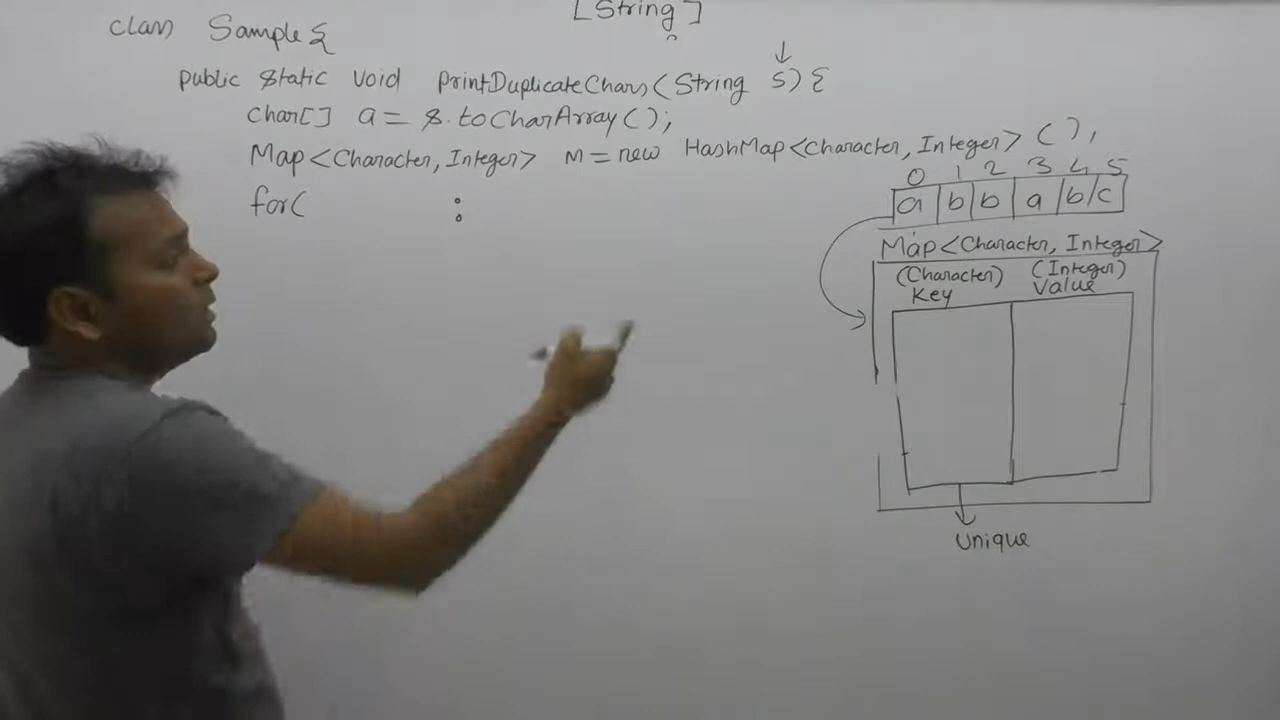 [String]
class Sample{
public static void printDuplicateChars(String s){
char[] a = s.toCharArray();
Map<Character, Integer> m = new HashMap<Character, Integer>();
for( :
0 1 2 3 4 5
a b b a b c
Map<Character, Integer>
(Character) (Integer)
Key Value
Unique